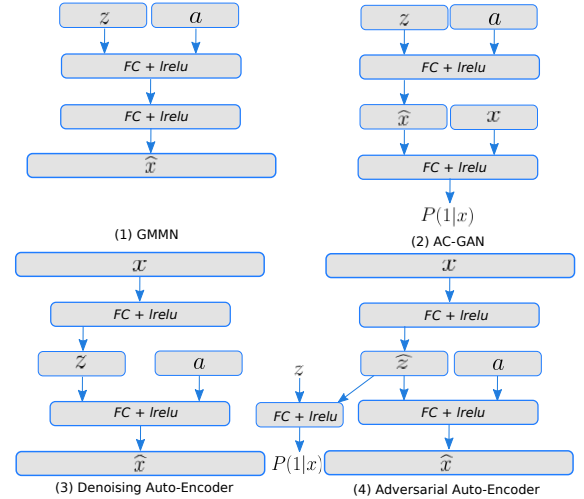 z a
FC + lrelu
FC + lrelu
x̂
(1) GMMN
z a
FC + lrelu
x̂ x
FC + lrelu
P(1|x)
(2) AC-GAN
x
FC + lrelu
z a
FC + lrelu
x̂
(3) Denoising Auto-Encoder
x
FC + lrelu
z ẑ a
FC + lrelu FC + lrelu
P(1|x) x̂
(4) Adversarial Auto-Encoder